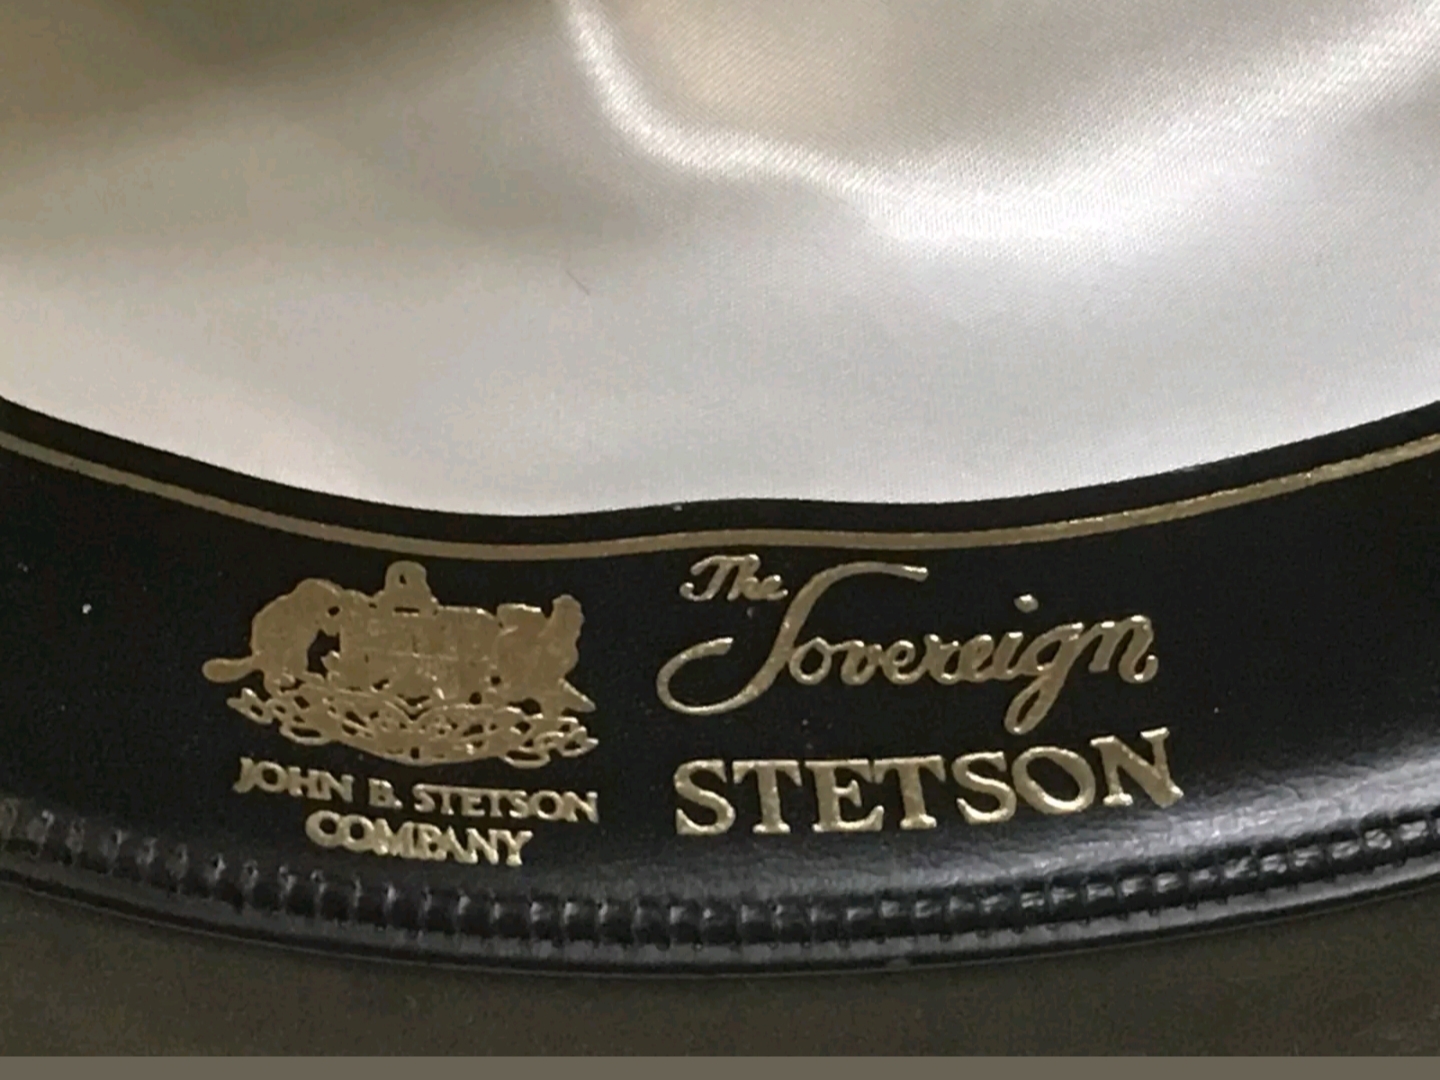 The Sovereign
STETSON
JOHN B. STETSON
COMPANY